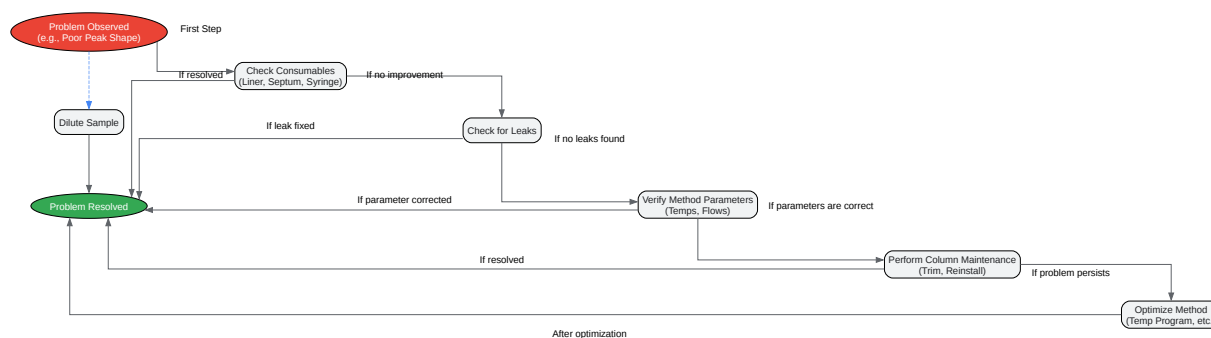 Problem Observed
(e.g., Poor Peak Shape)
First Step
If resolved
Check Consumables
(Liner, Septum, Syringe)
If no improvement
Dilute Sample
If leak fixed
Check for Leaks
If no leaks found
Problem Resolved
If parameter corrected
Verify Method Parameters
(Temps, Flows)
If parameters are correct
If resolved
Perform Column Maintenance
(Trim, Reinstall)
If problem persists
Optimize Method
(Temp Program, etc
After optimization